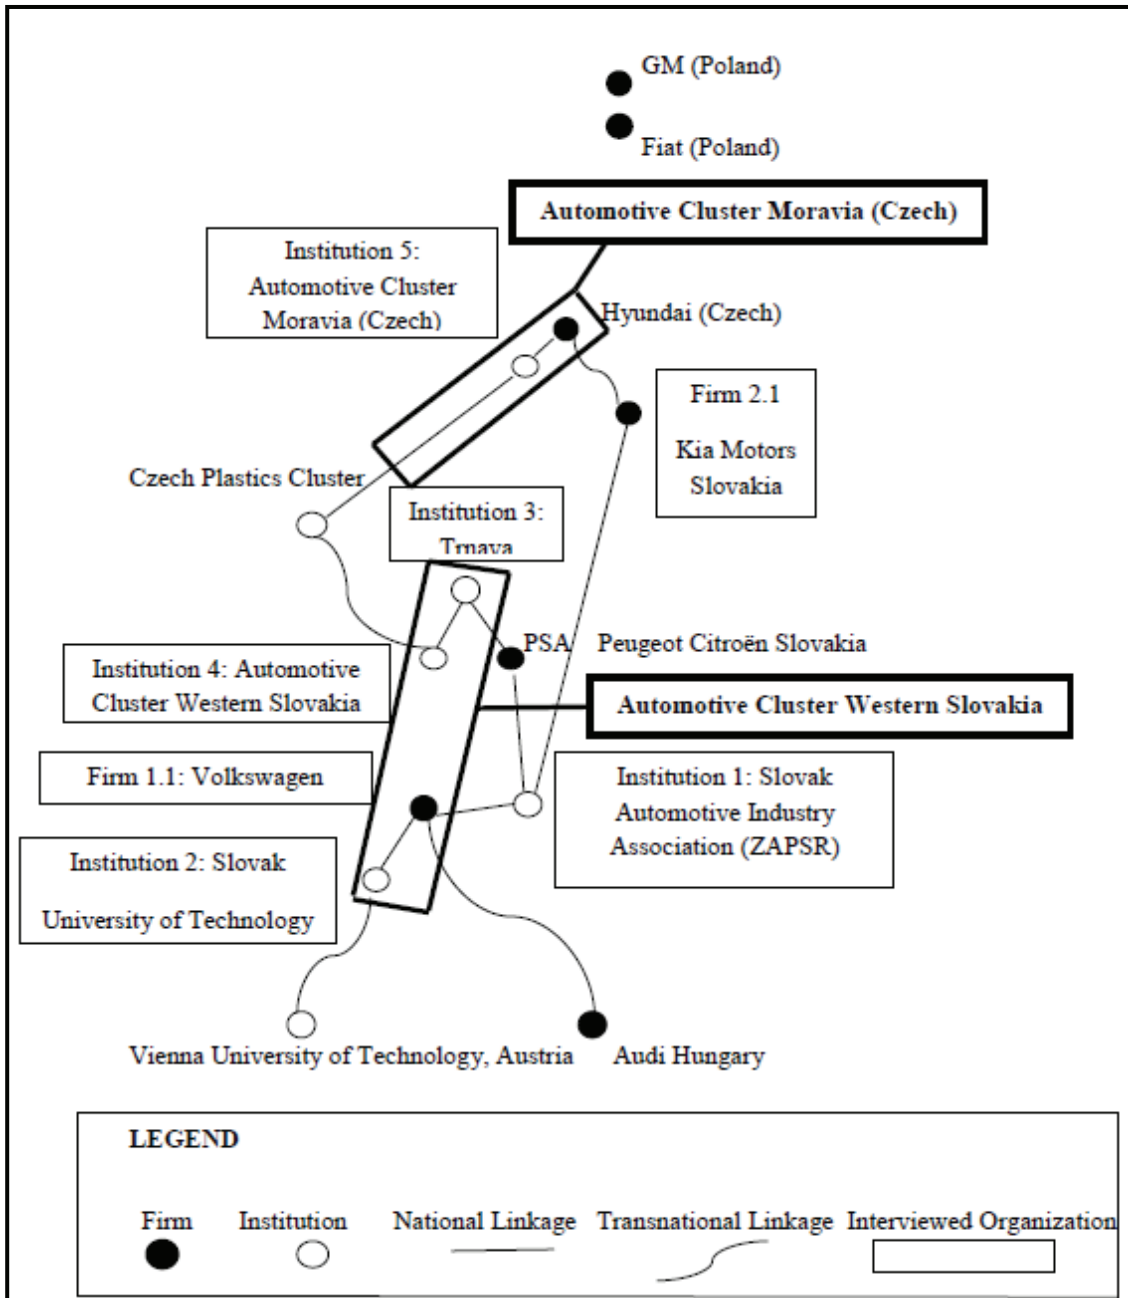 GM (Poland)
Fiat (Poland)
Automotive Cluster Moravia (Czech)
Institution 5:
Automotive Cluster
Moravia (Czech)
Hyundai (Czech)
Firm 2.1
Kia Motors
Slovakia
Czech Plastics Cluster
Institution 3:
Trnava
PSA Peugeot Citroën Slovakia
Institution 4: Automotive
Cluster Western Slovakia
Automotive Cluster Western Slovakia
Firm 1.1: Volkswagen
Institution 1: Slovak
Automotive Industry
Association (ZAPSR)
Institution 2: Slovak
University of Technology
Vienna University of Technology, Austria
Audi Hungary
LEGEND
Firm
Institution
National Linkage
Transnational Linkage
Interviewed Organization